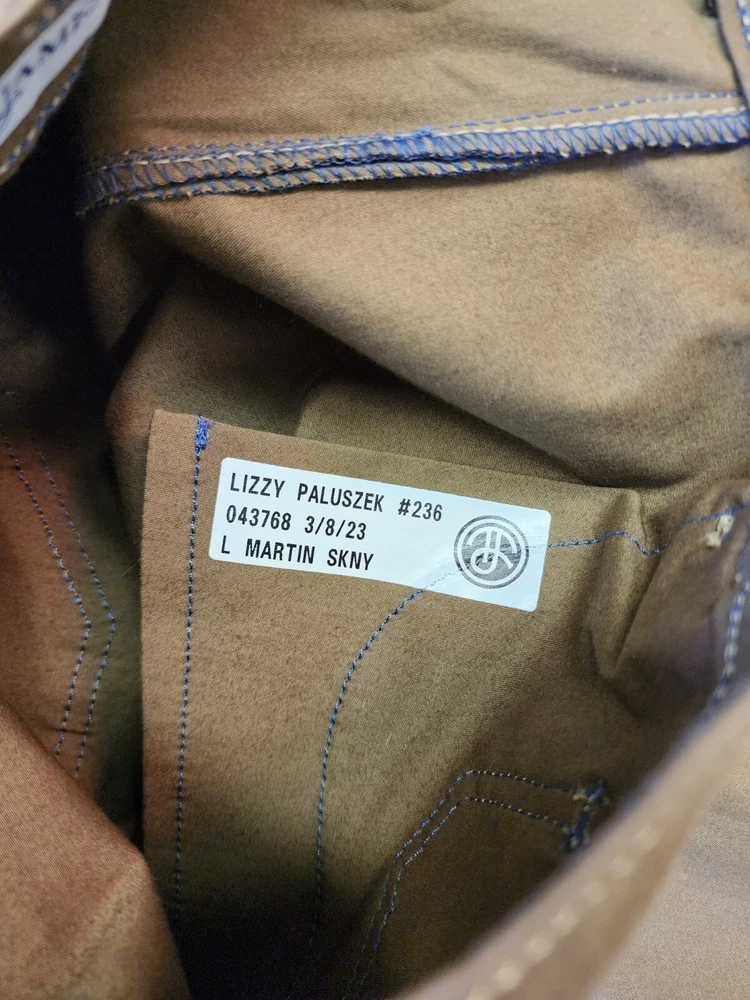 LIZZY PALUSZEK #236
043768 3/8/23
L MARTIN SKNY